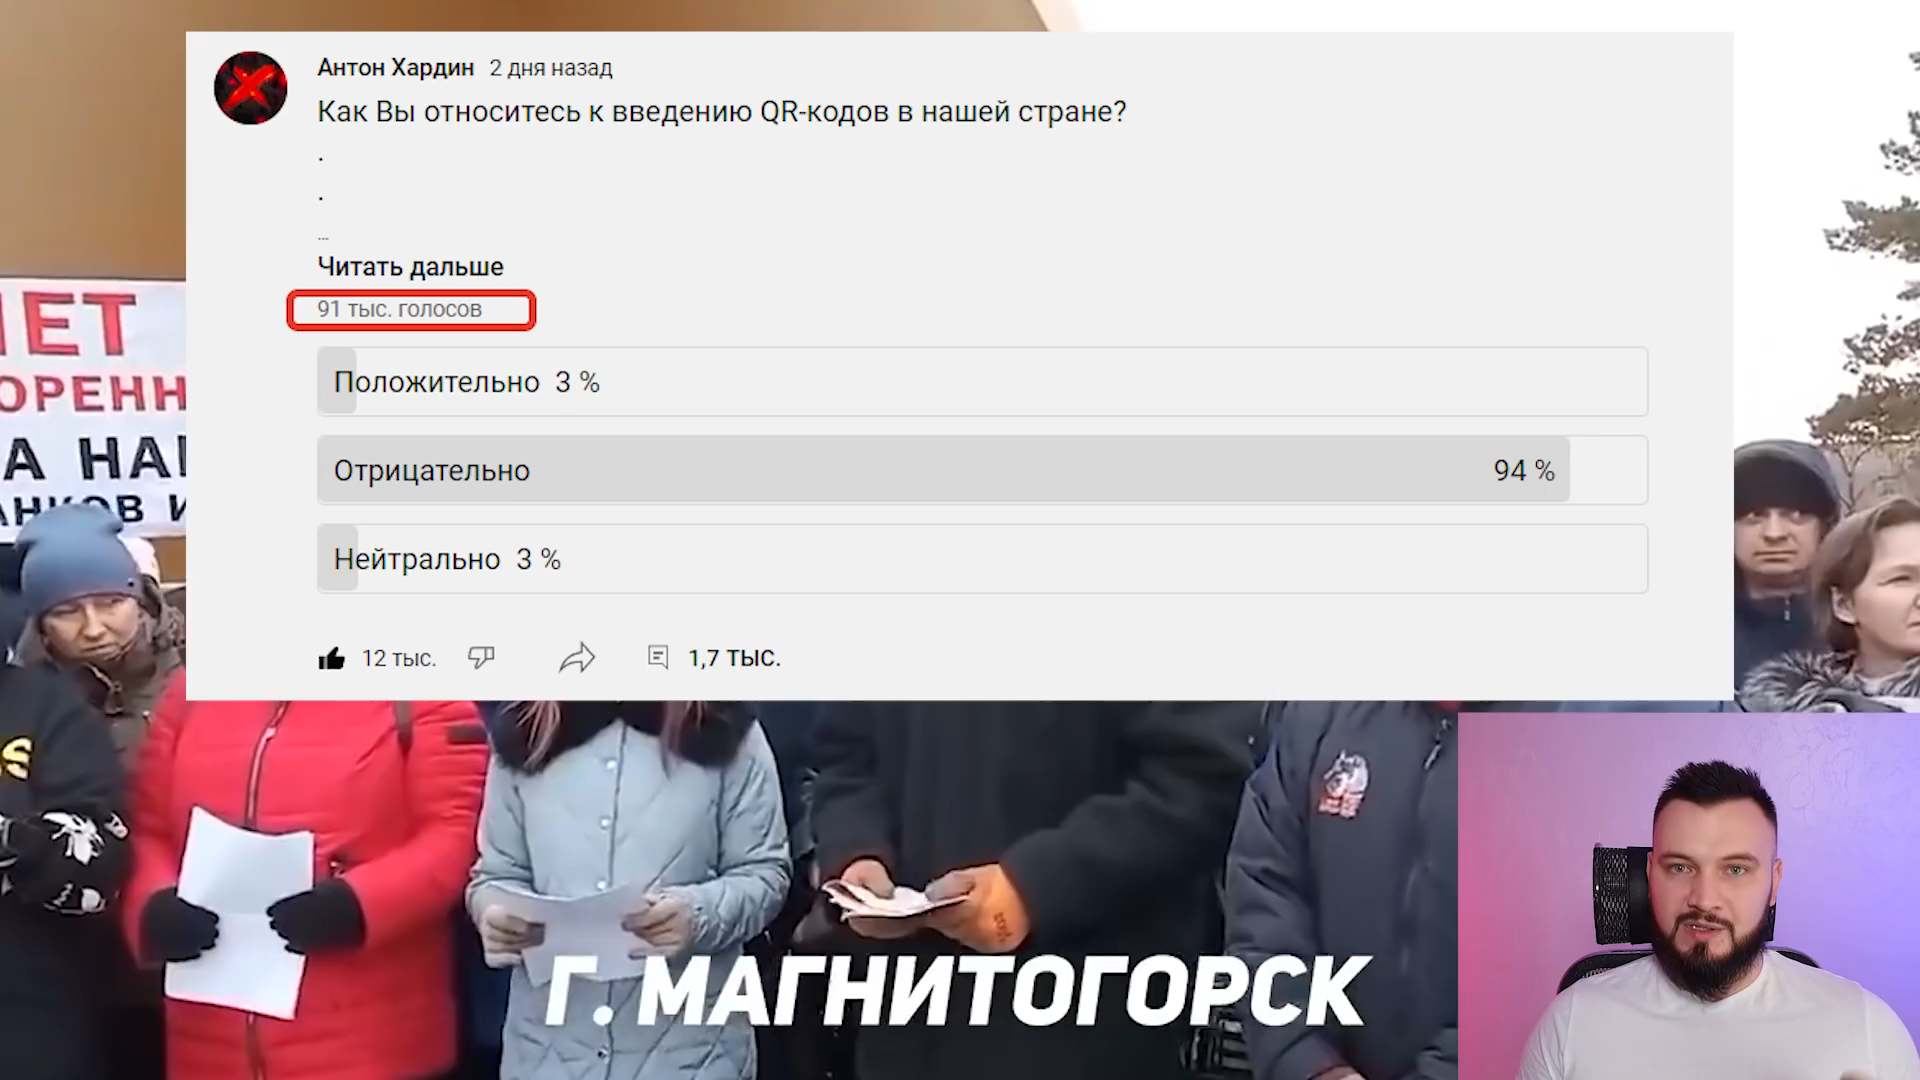 Антон Хардин 2 дня назад
Как Вы относитесь к введению QR-кодов в нашей стране?
.
.
...
Читать дальше
91 тыс. голосов
Положительно 3 %
Отрицательно 94 %
Нейтрально 3 %
12 тыс. 1,7 ТЫС.
НЕТ
ОРЕНН
А НА
АНКОВ И
S
Г. МАГНИТОГОРСК